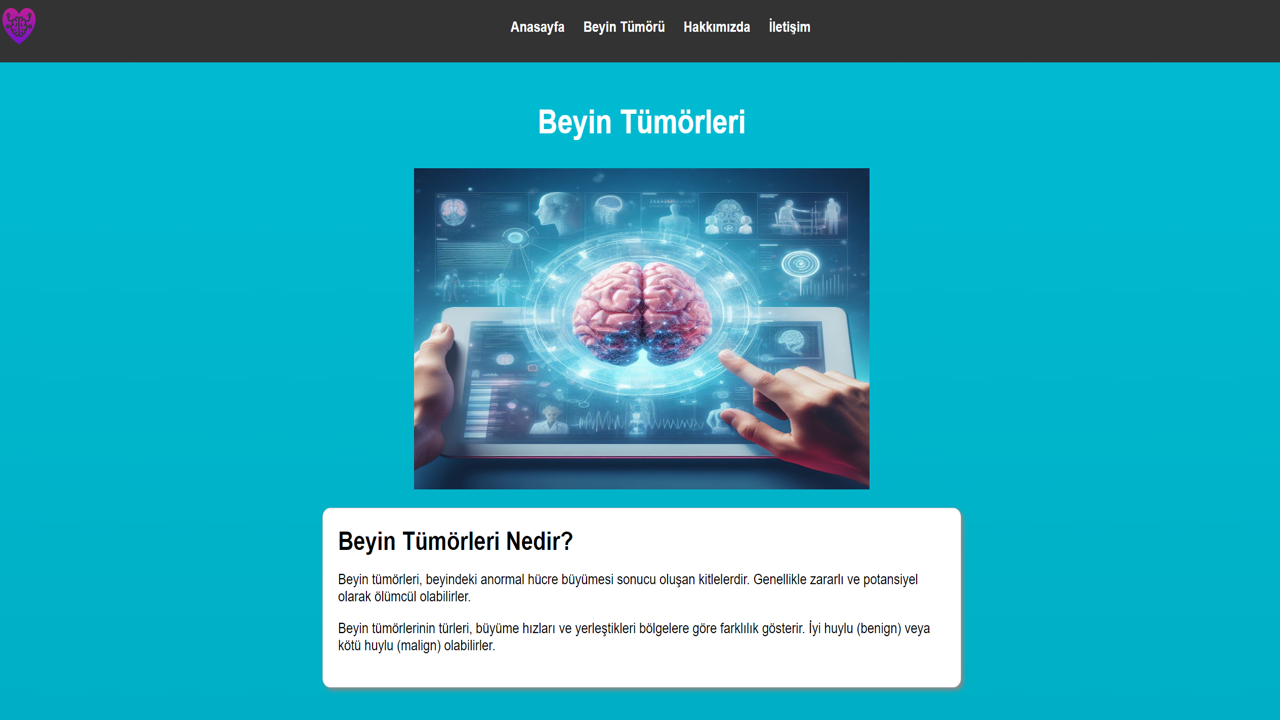 Anasayfa Beyin Tümörü Hakkımızda İletişim
Beyin Tümörleri
Beyin Tümörleri Nedir?
Beyin tümörleri, beyindeki anormal hücre büyümesi sonucu oluşan kitlelerdir. Genellikle zararlı ve potansiyel
olarak ölümcül olabilirler.
Beyin tümörlerinin türleri, büyüme hızları ve yerleştikleri bölgelere göre farklılık gösterir. İyi huylu (benign) veya
kötü huylu (malign) olabilirler.